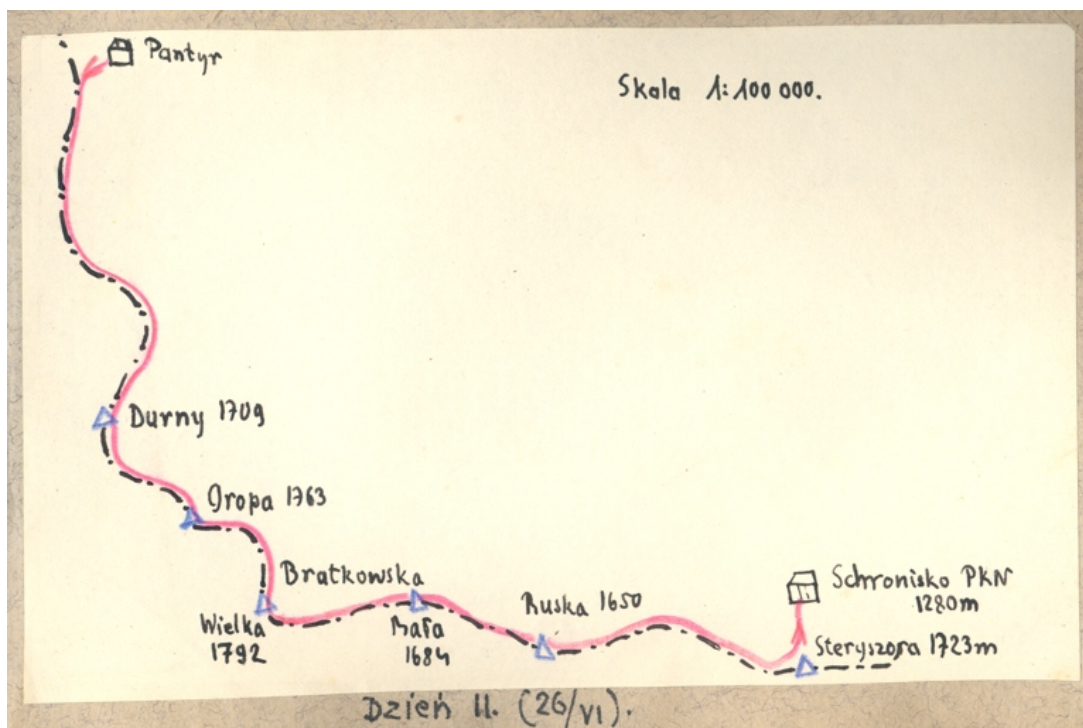 Pantyr
Skala 1:100 000.
Durny 1709
Gropa 1763
Bratkowska
Wielka
1792
Mała
1684
Ruska 1650
Schronisko PKN
1280m
Steryszora 1723m
Dzień II. (26/VI).